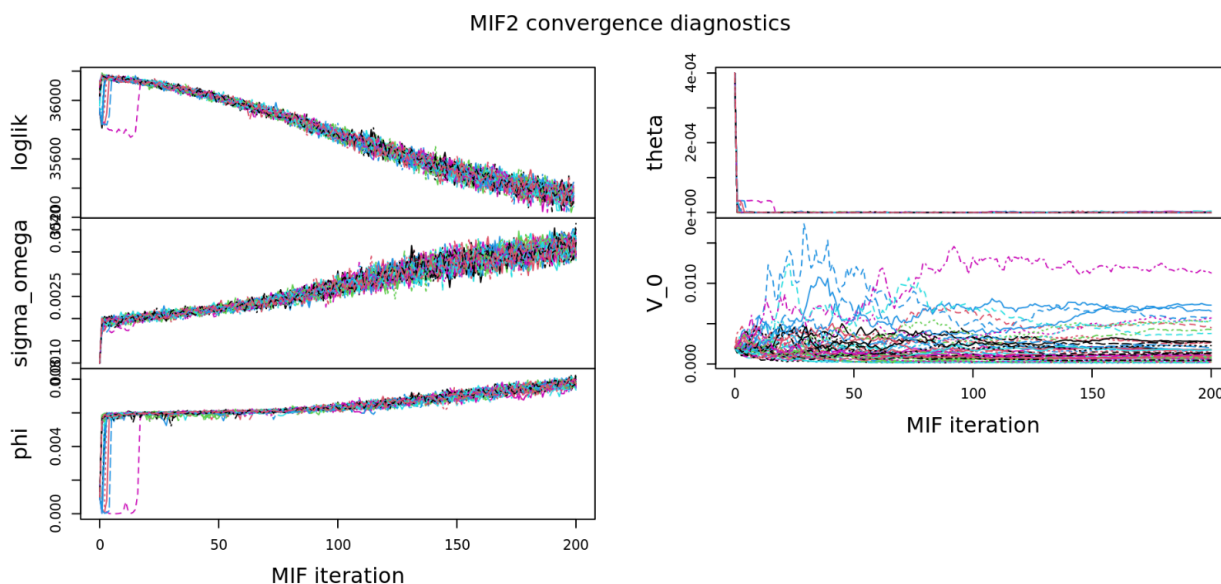 MIF2 convergence diagnostics
loglik
36000
35600
sigma_omega
0.0025
phi
0.004
0.000
0
50
100
150
200
MIF iteration
theta
4e-04
2e-04
0e+00
V_0
0.010
0.000
0
50
100
150
200
MIF iteration